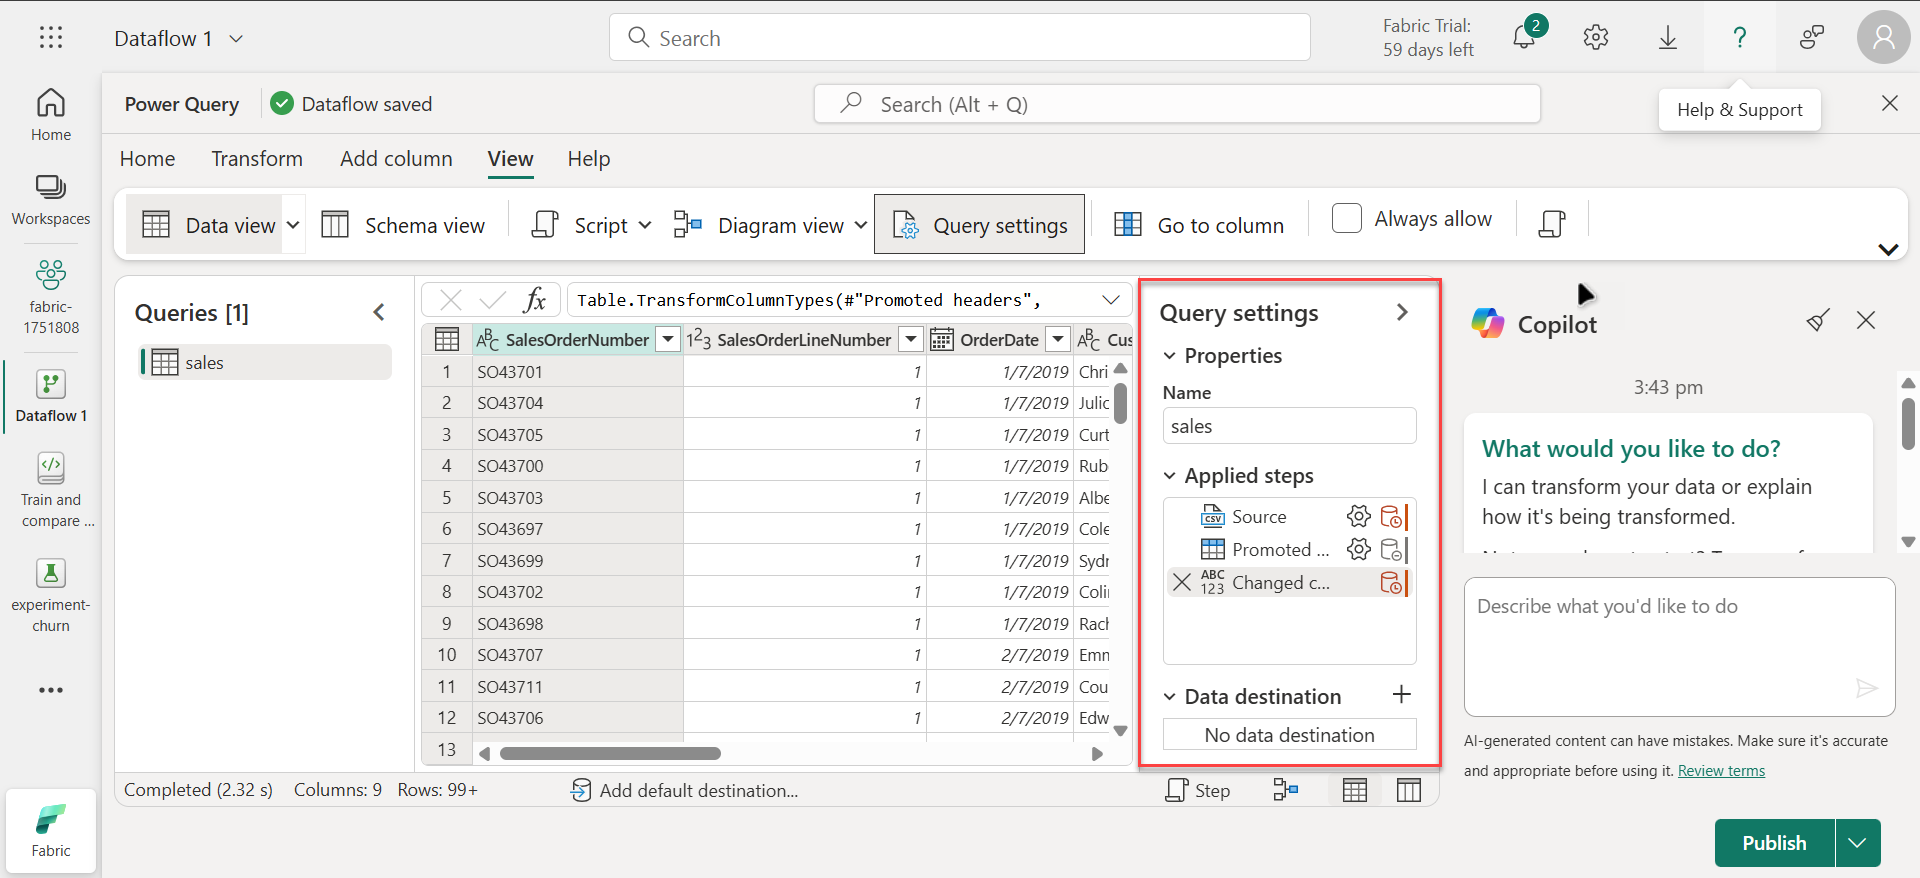 Dataflow 1
Search
Fabric Trial:
59 days left
2
?
Home
Workspaces
fabric-
1751808
Dataflow 1
Train and
compare ...
experiment-
churn
Fabric
Power Query
Dataflow saved
Search (Alt + Q)
Help & Support
Home Transform Add column View Help
Data view Schema view Script Diagram view Query settings Go to column Always allow
Queries [1]
sales
fx Table.TransformColumnTypes(#"Promoted headers",
ABC SalesOrderNumber 123 SalesOrderLineNumber OrderDate ABC Cus
1 SO43701 1 1/7/2019 Chri
2 SO43704 1 1/7/2019
3 SO43705 1 1/7/2019 Curt
4 SO43700 1 1/7/2019 Rub
5 SO43703 1 1/7/2019 Albe
6 SO43697 1 1/7/2019 Cole
7 SO43699 1 1/7/2019 Sydr
8 SO43702 1 1/7/2019
9 SO43698 1 1/7/2019
10 SO43707 1 2/7/2019
11 SO43711 1 2/7/2019 Cou
12 SO43706 1 2/7/2019 Edw
13
Query settings
Properties
Name
sales
Applied steps
CSV Source
Promoted ...
ABC 123 Changed c...
Data destination
No data destination
Completed (2.32 s) Columns: 9 Rows: 99+
Add default destination...
Step
Copilot
3:43 pm
What would you like to do?
I can transform your data or explain
how it's being transformed.
Describe what you'd like to do
AI-generated content can have mistakes. Make sure it's accurate
and appropriate before using it. Review terms
Publish